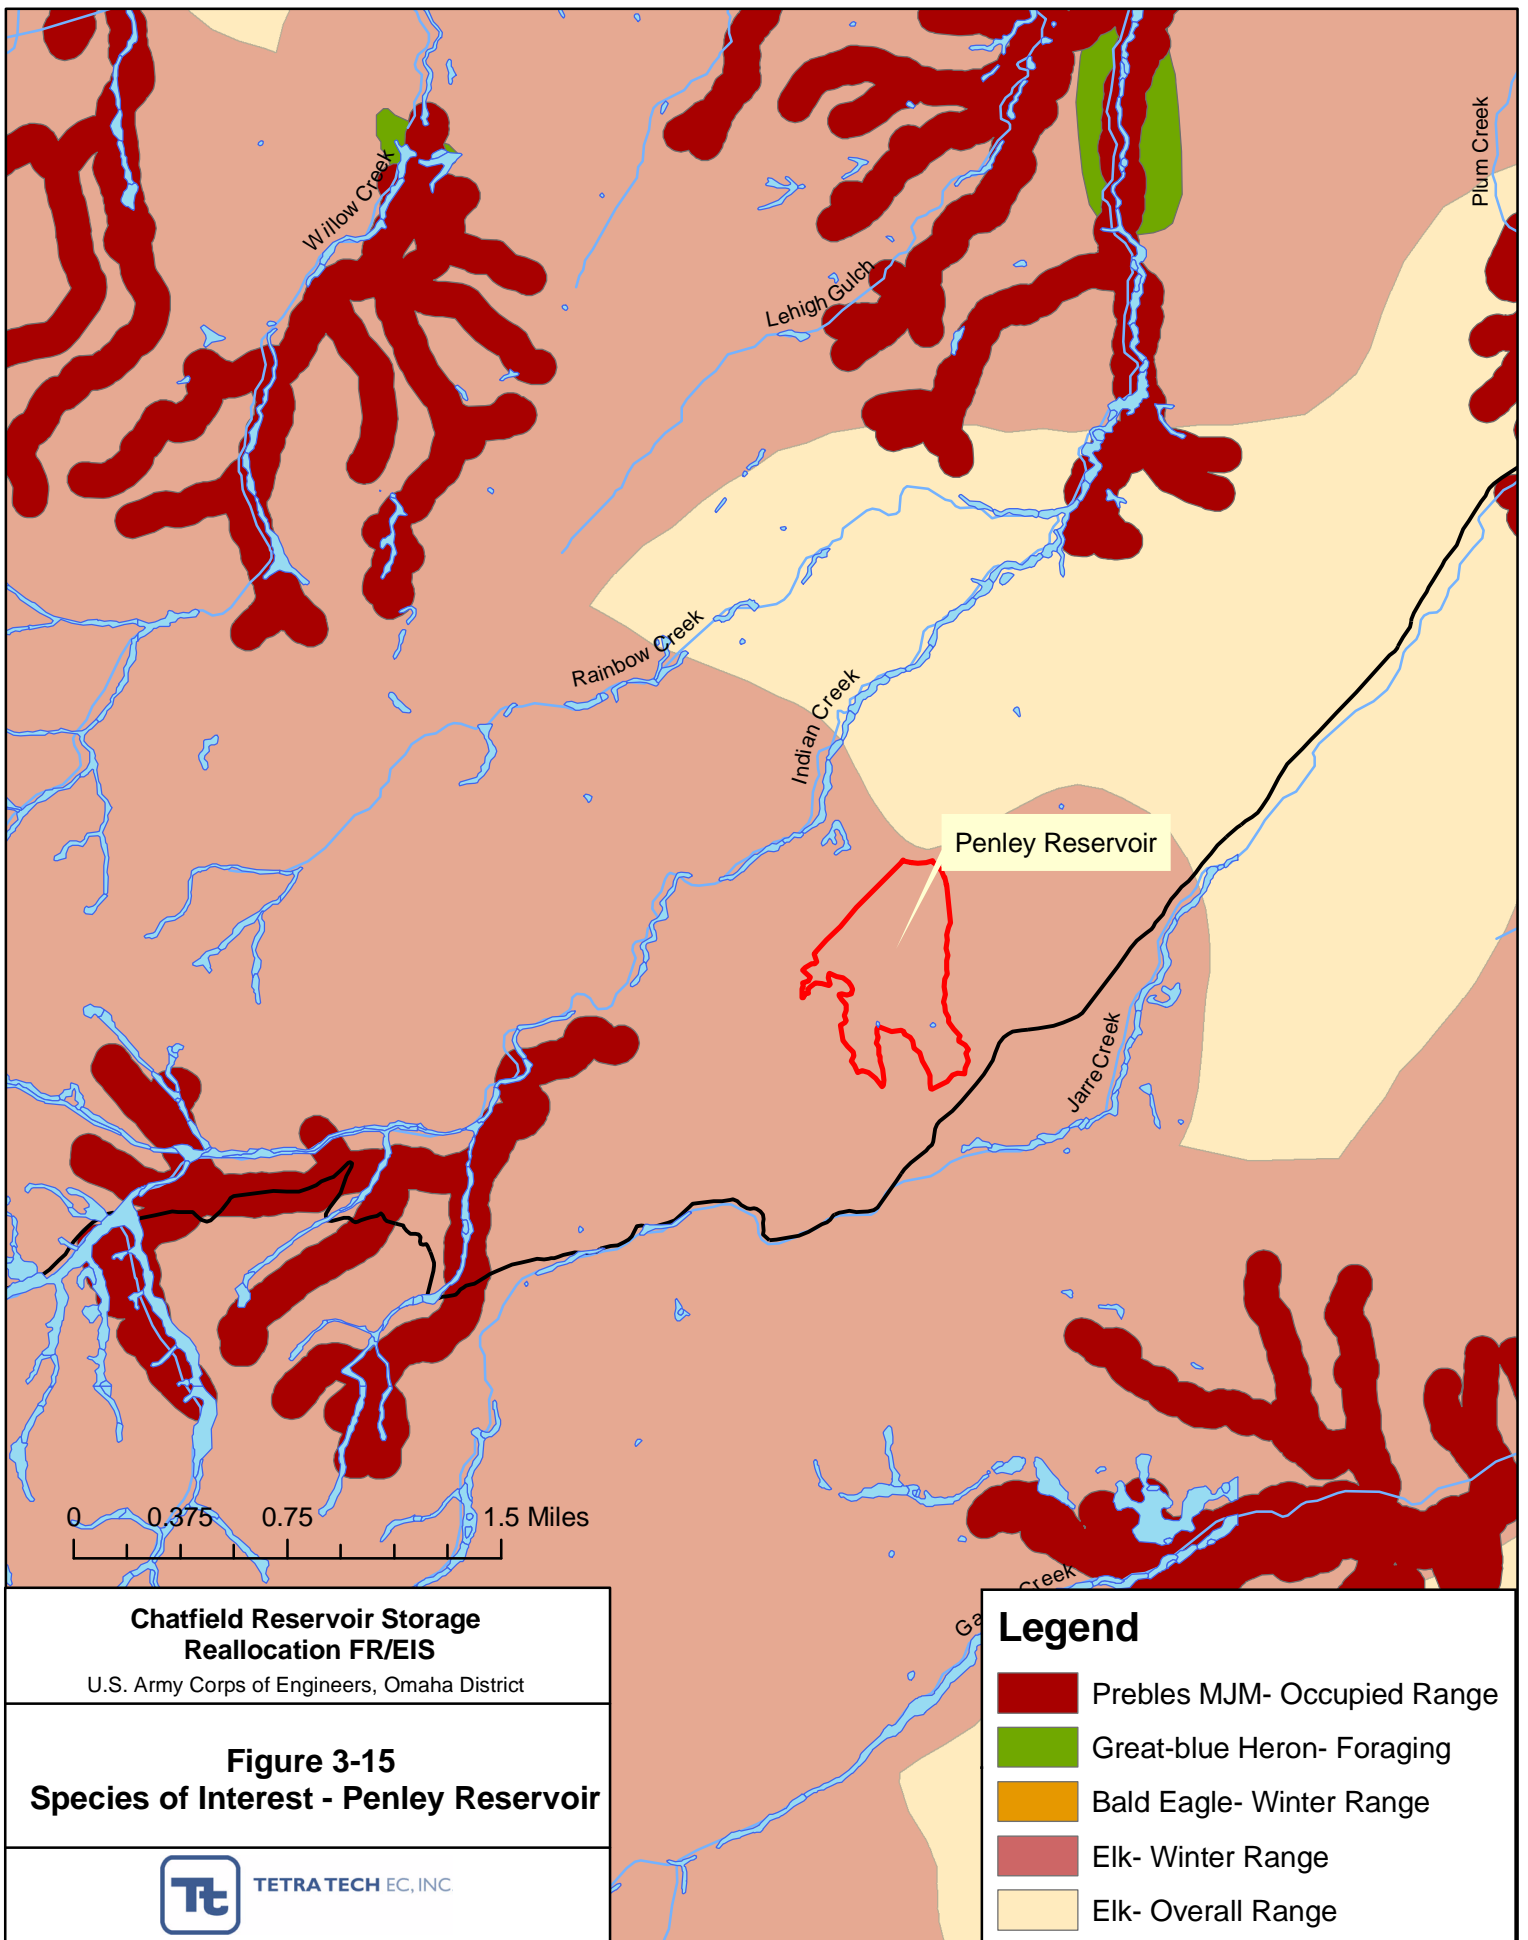 Plum Creek
Willow Creek
Lehigh Gulch
Rainbow Creek
Indian Creek
Penley Reservoir
Jarre Creek
Creek
Ga
0 0.375 0.75 1.5 Miles
Chatfield Reservoir Storage
Reallocation FR/EIS
U.S. Army Corps of Engineers, Omaha District
Figure 3-15
Species of Interest - Penley Reservoir
Tt TETRA TECH EC, INC.
Legend
Prebles MJM- Occupied Range
Great-blue Heron- Foraging
Bald Eagle- Winter Range
Elk- Winter Range
Elk- Overall Range